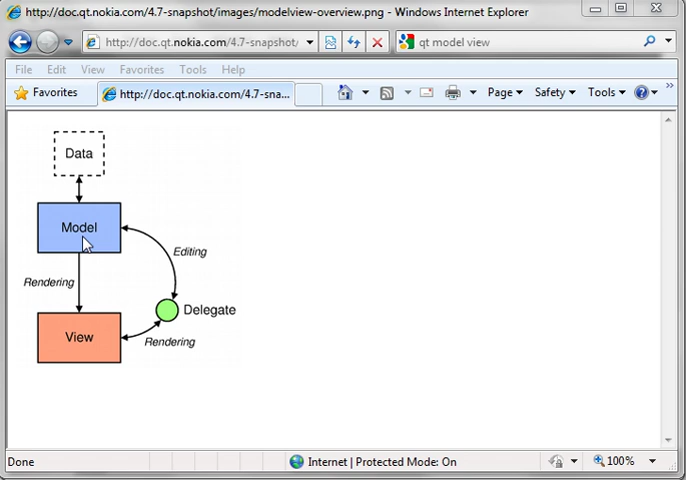 http://doc.qt.nokia.com/4.7-snapshot/images/modelview-overview.png - Windows Internet Explorer
http://doc.qt.nokia.com/4.7-snapshot/ qt model view
File Edit View Favorites Tools Help
Favorites http://doc.qt.nokia.com/4.7-sna... Page Safety Tools »
Data
Model
Editing
Rendering
Delegate
View
Rendering
Done Internet | Protected Mode: On 100%